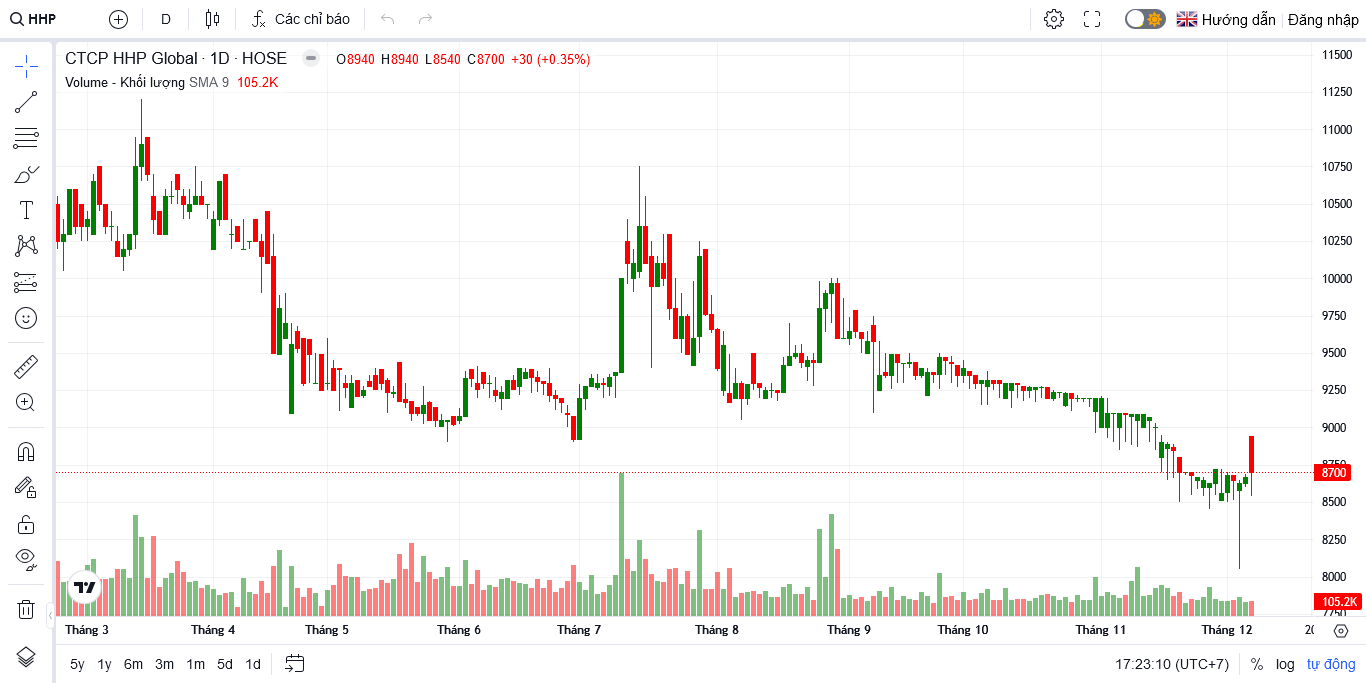 HHP D Các chỉ báo Hướng dẫn Đăng nhập
CTCP HHP Global · 1D · HOSE O8940 H8940 L8540 C8700 +30 (+0.35%)
Volume - Khối lượng SMA 9 105.2K
11500
11250
11000
10750
10500
10250
10000
9750
9500
9250
9000
8750
8700
8500
8250
8000
105.2K
7750
Tháng 3 Tháng 4 Tháng 5 Tháng 6 Tháng 7 Tháng 8 Tháng 9 Tháng 10 Tháng 11 Tháng 12
5y 1y 6m 3m 1m 5d 1d 17:23:10 (UTC+7) % log tự động